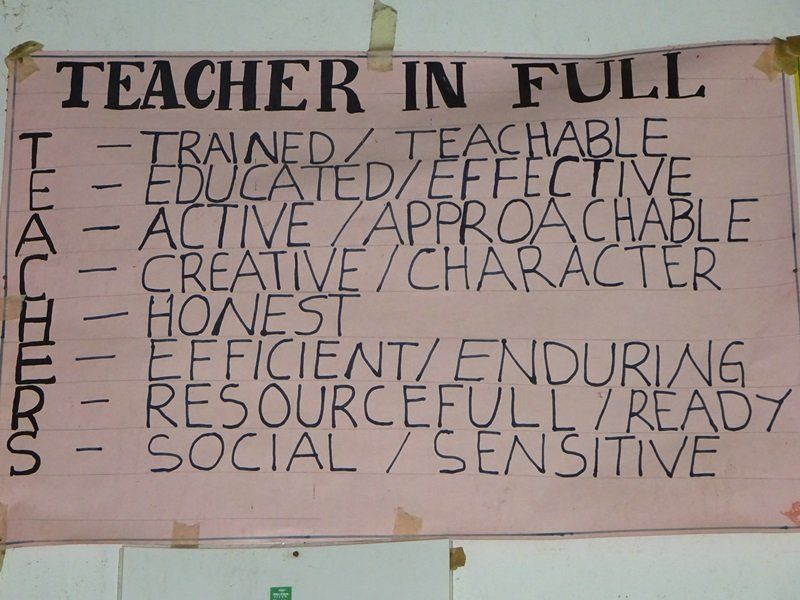 TEACHER IN FULL
T - TRAINED / TEACHABLE
E - EDUCATED/EFFECTIVE
A - ACTIVE /APPROACHABLE
C - CREATIVE /CHARACTER
H - HONEST
E - EFFICIENT/ ENDURING
R - RESOURCEFULL /READY
S - SOCIAL / SENSITIVE